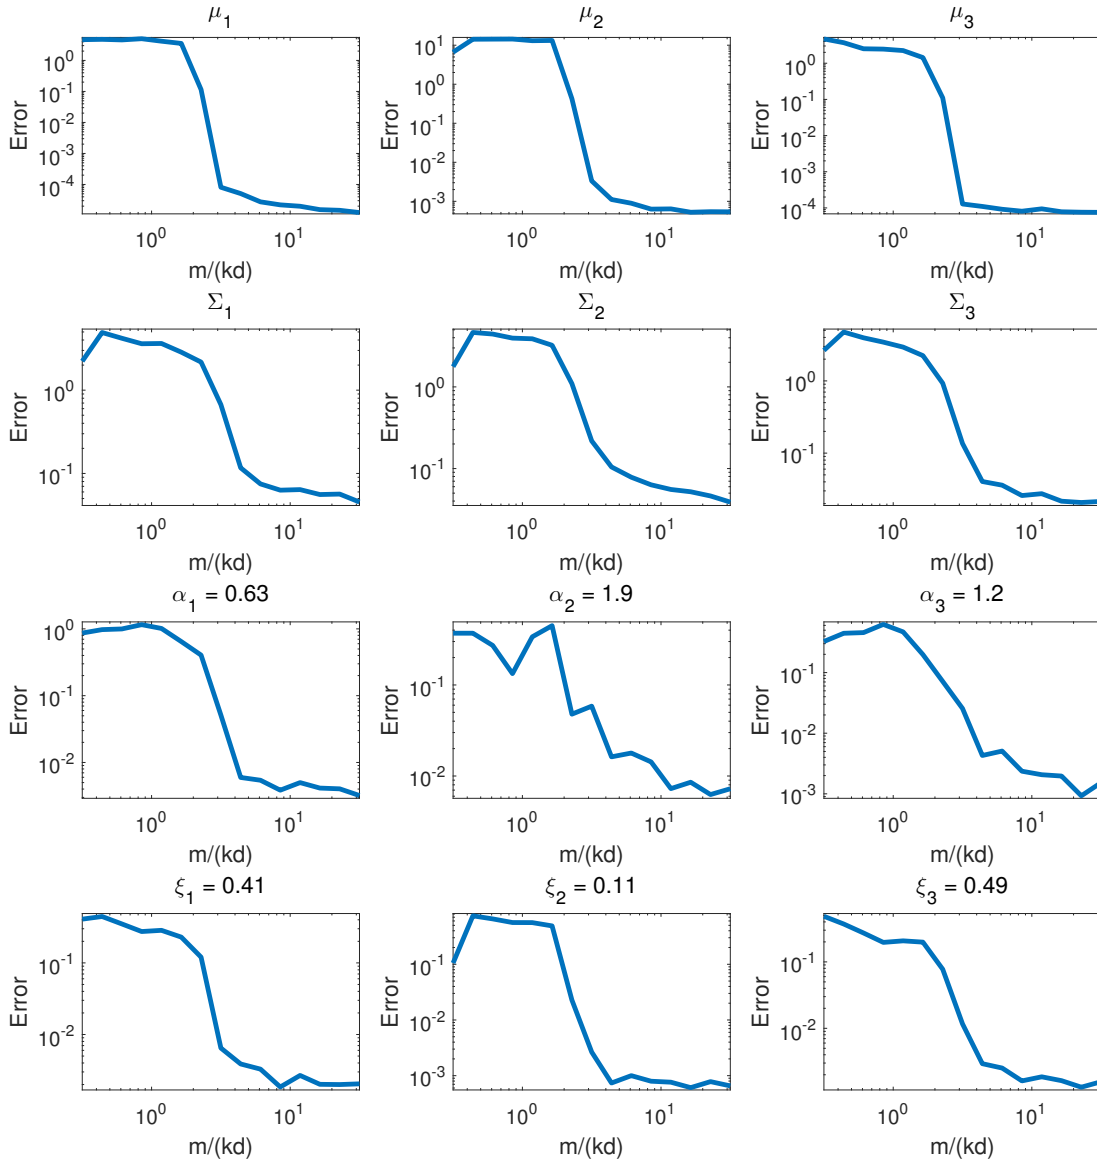 μ1 μ2 μ3
Error 10^0 10^-1 10^-2 10^-3 10^-4 10^0 10^1 m/(kd)
Error 10^1 10^0 10^-1 10^-2 10^-3 10^0 10^1 m/(kd)
Error 10^0 10^-1 10^-2 10^-3 10^-4 10^0 10^1 m/(kd)
Σ1 Σ2 Σ3
Error 10^0 10^-1 10^0 10^1 m/(kd)
Error 10^0 10^-1 10^0 10^1 m/(kd)
Error 10^0 10^-1 10^0 10^1 m/(kd)
α1 = 0.63 α2 = 1.9 α3 = 1.2
Error 10^0 10^-1 10^-2 10^0 10^1 m/(kd)
Error 10^-1 10^-2 10^0 10^1 m/(kd)
Error 10^-1 10^-2 10^-3 10^0 10^1 m/(kd)
ξ1 = 0.41 ξ2 = 0.11 ξ3 = 0.49
Error 10^-1 10^-2 10^0 10^1 m/(kd)
Error 10^-1 10^-2 10^-3 10^0 10^1 m/(kd)
Error 10^-1 10^-2 10^0 10^1 m/(kd)